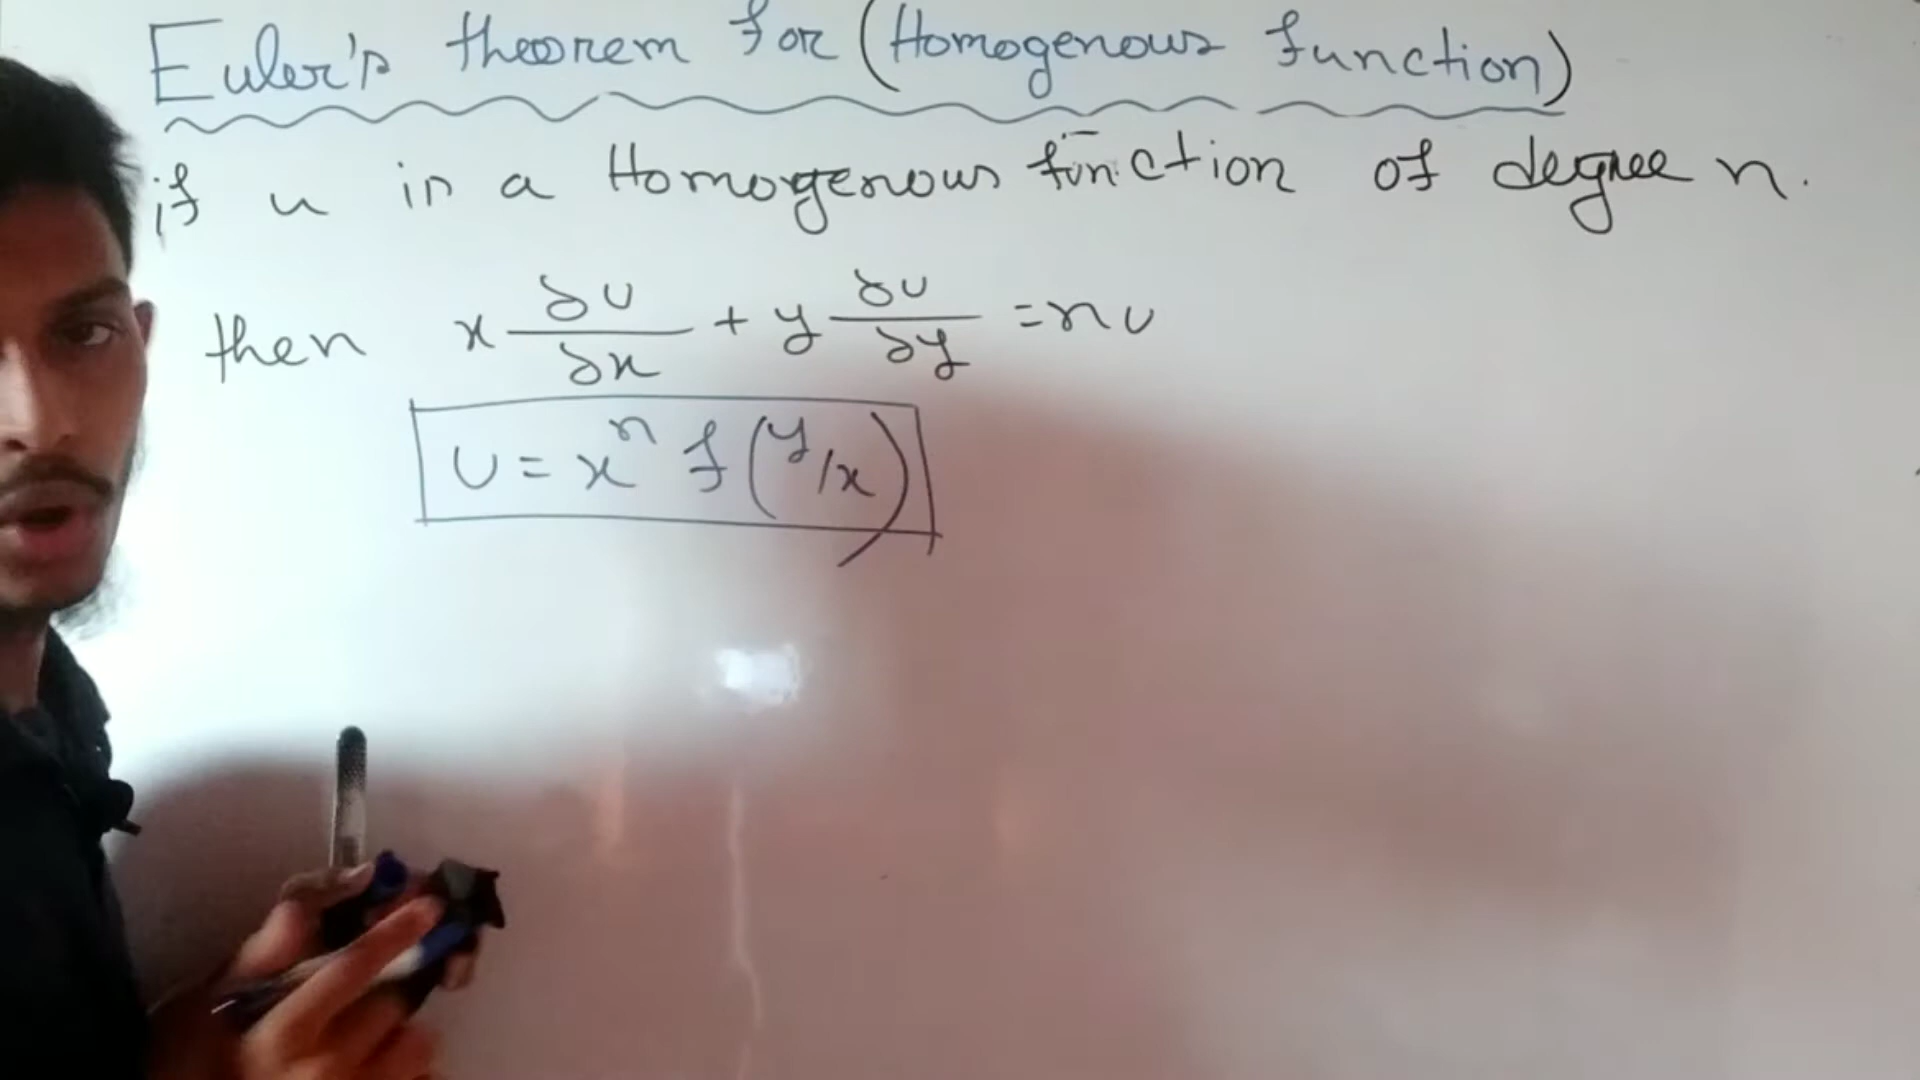 Euler's theorem for (Homogenous function)
if u is a Homogenous function of degree n.
then x ∂u/∂x + y ∂u/∂y = nu
u = x^n f(y/x)